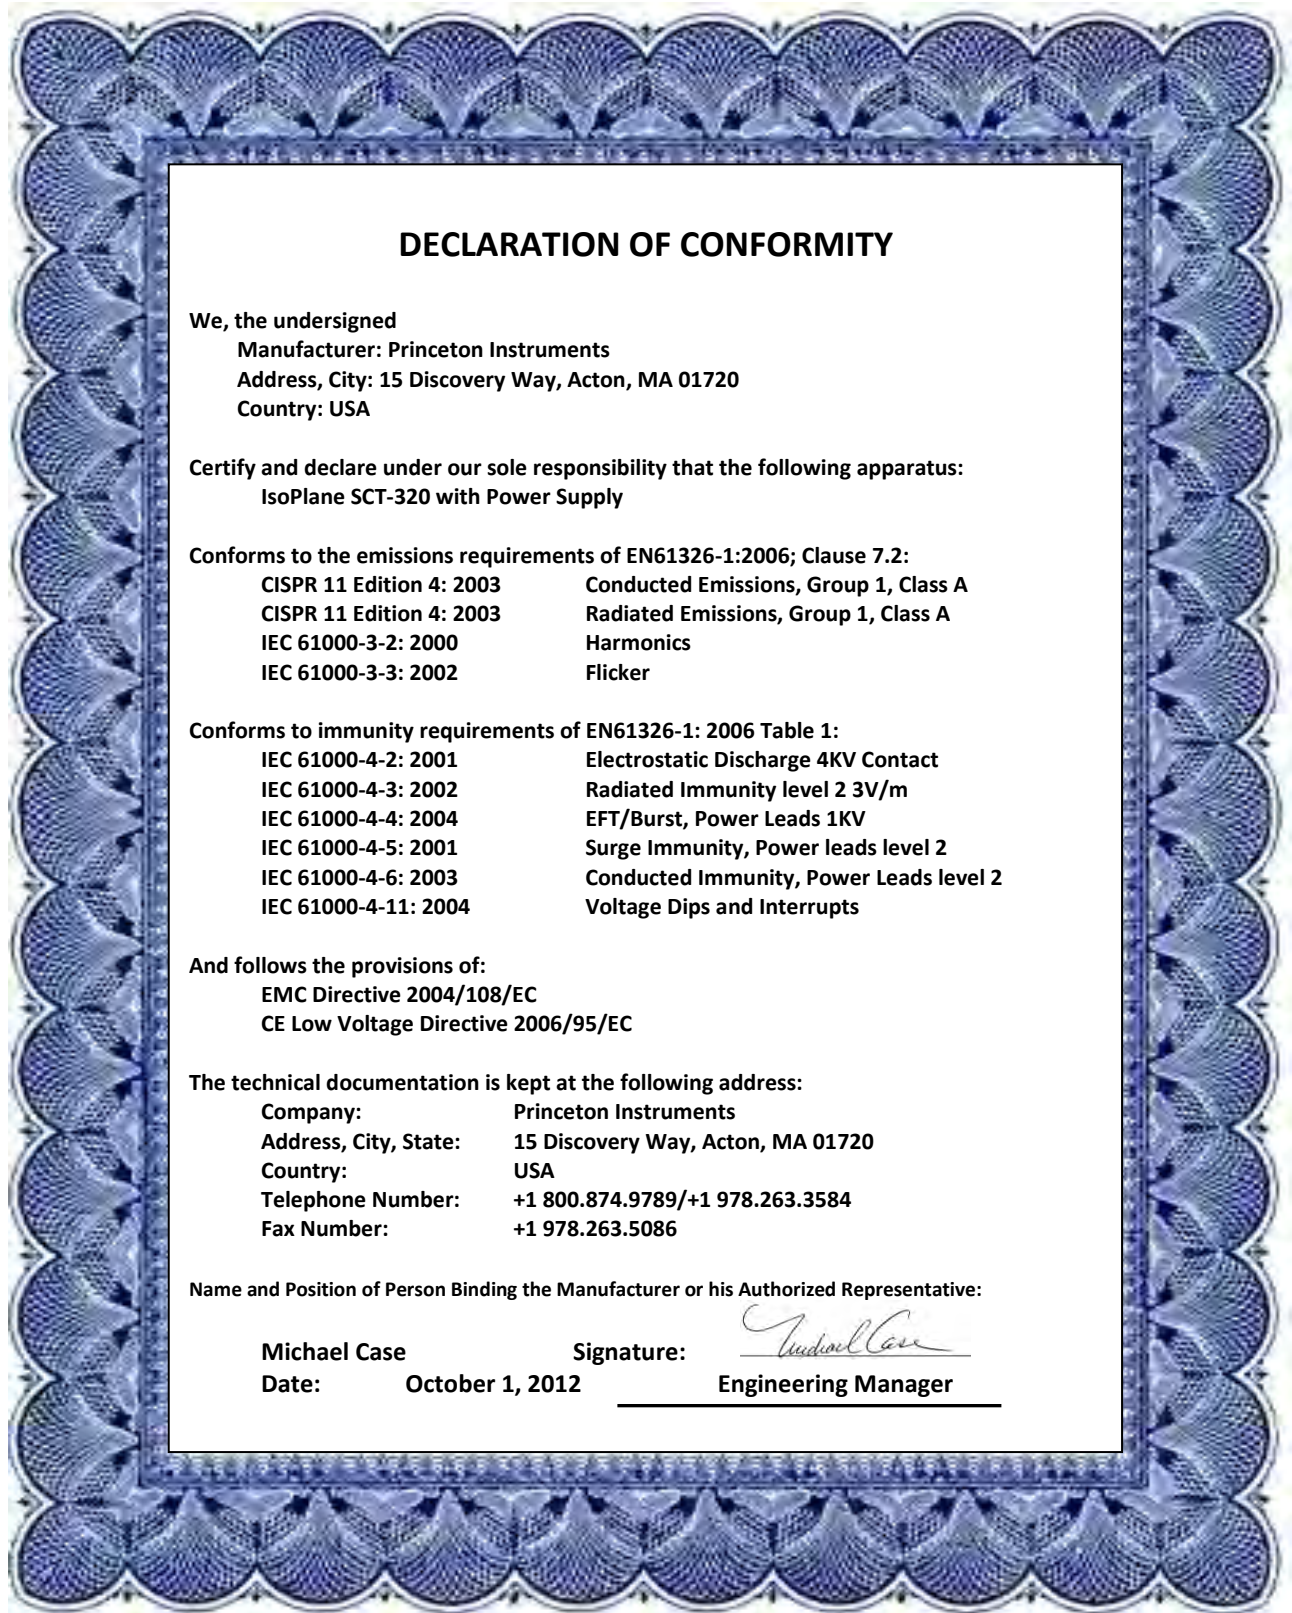 DECLARATION OF CONFORMITY
We, the undersigned
Manufacturer: Princeton Instruments
Address, City: 15 Discovery Way, Acton, MA 01720
Country: USA
Certify and declare under our sole responsibility that the following apparatus:
IsoPlane SCT-320 with Power Supply
Conforms to the emissions requirements of EN61326-1:2006; Clause 7.2:
CISPR 11 Edition 4: 2003 Conducted Emissions, Group 1, Class A
CISPR 11 Edition 4: 2003 Radiated Emissions, Group 1, Class A
IEC 61000-3-2: 2000 Harmonics
IEC 61000-3-3: 2002 Flicker
Conforms to immunity requirements of EN61326-1: 2006 Table 1:
IEC 61000-4-2: 2001 Electrostatic Discharge 4KV Contact
IEC 61000-4-3: 2002 Radiated Immunity level 2 3V/m
IEC 61000-4-4: 2004 EFT/Burst, Power Leads 1KV
IEC 61000-4-5: 2001 Surge Immunity, Power leads level 2
IEC 61000-4-6: 2003 Conducted Immunity, Power Leads level 2
IEC 61000-4-11: 2004 Voltage Dips and Interrupts
And follows the provisions of:
EMC Directive 2004/108/EC
CE Low Voltage Directive 2006/95/EC
The technical documentation is kept at the following address:
Company: Princeton Instruments
Address, City, State: 15 Discovery Way, Acton, MA 01720
Country: USA
Telephone Number: +1 800.874.9789/+1 978.263.3584
Fax Number: +1 978.263.5086
Name and Position of Person Binding the Manufacturer or his Authorized Representative:
Michael Case Signature: Michael Case
Date: October 1, 2012 Engineering Manager